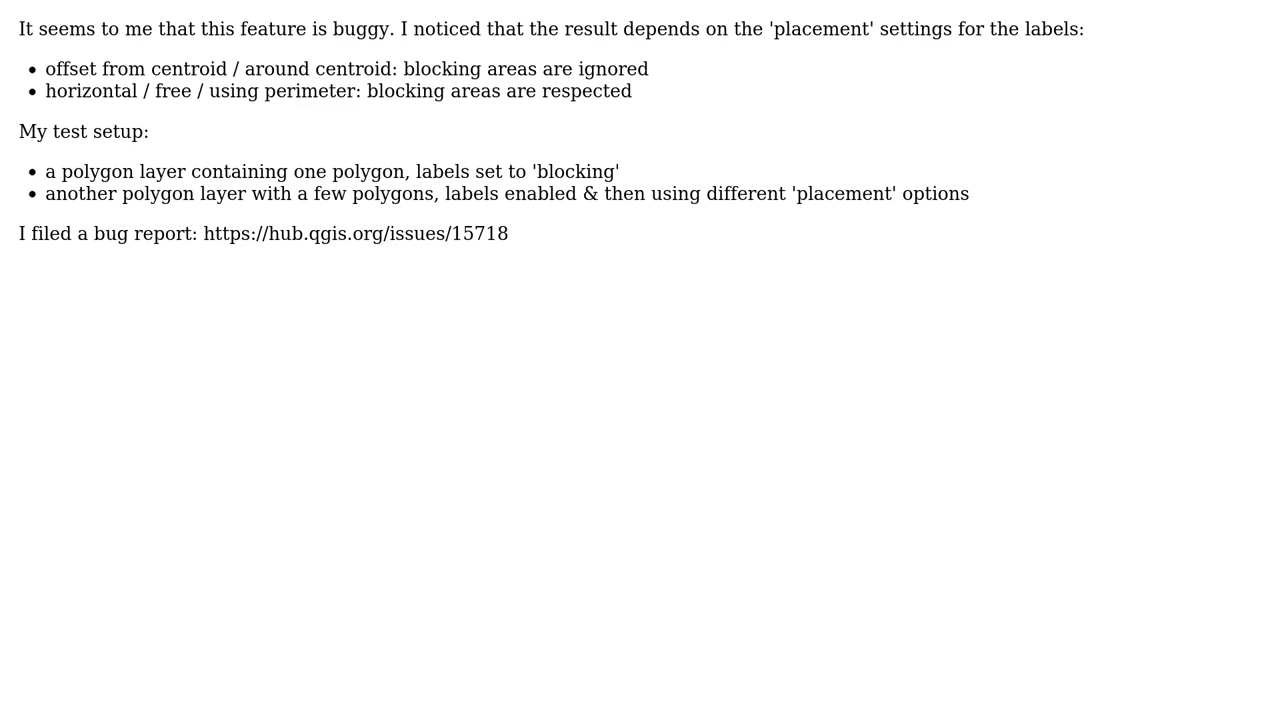 It seems to me that this feature is buggy. I noticed that the result depends on the 'placement' settings for the labels:
• offset from centroid / around centroid: blocking areas are ignored
• horizontal / free / using perimeter: blocking areas are respected
My test setup:
• a polygon layer containing one polygon, labels set to 'blocking'
• another polygon layer with a few polygons, labels enabled & then using different 'placement' options
I filed a bug report: https://hub.qgis.org/issues/15718